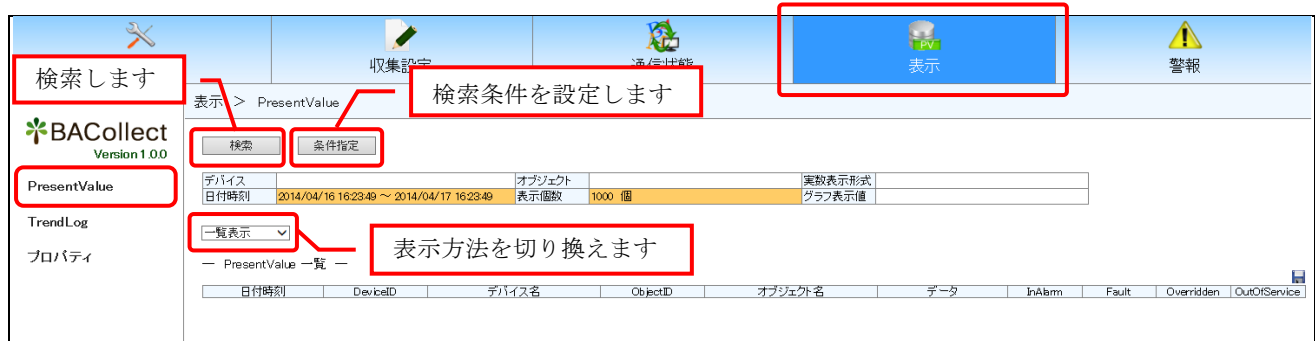 収集設定
通信状態
表示
警報
検索します
検索条件を設定します
表示 > PresentValue
BACollect
Version 1.0.0
検索
条件指定
PresentValue
TrendLog
プロパティ
デバイス オブジェクト 実数表示形式
日付時刻 2014/04/16 16:23:49 ～ 2014/04/17 16:23:49 表示個数 1000 個 グラフ表示値
一覧表示
表示方法を切り換えます
― PresentValue 一覧 ―
日付時刻 DeviceID デバイス名 ObjectID オブジェクト名 データ InAlarm Fault Overridden OutOfService